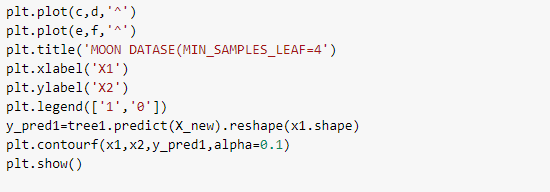 plt.plot(c,d,'^')
plt.plot(e,f,'^')
plt.title('MOON DATASE(MIN_SAMPLES_LEAF=4')
plt.xlabel('X1')
plt.ylabel('X2')
plt.legend(['1','0'])
y_pred1=tree1.predict(X_new).reshape(x1.shape)
plt.contourf(x1,x2,y_pred1,alpha=0.1)
plt.show()